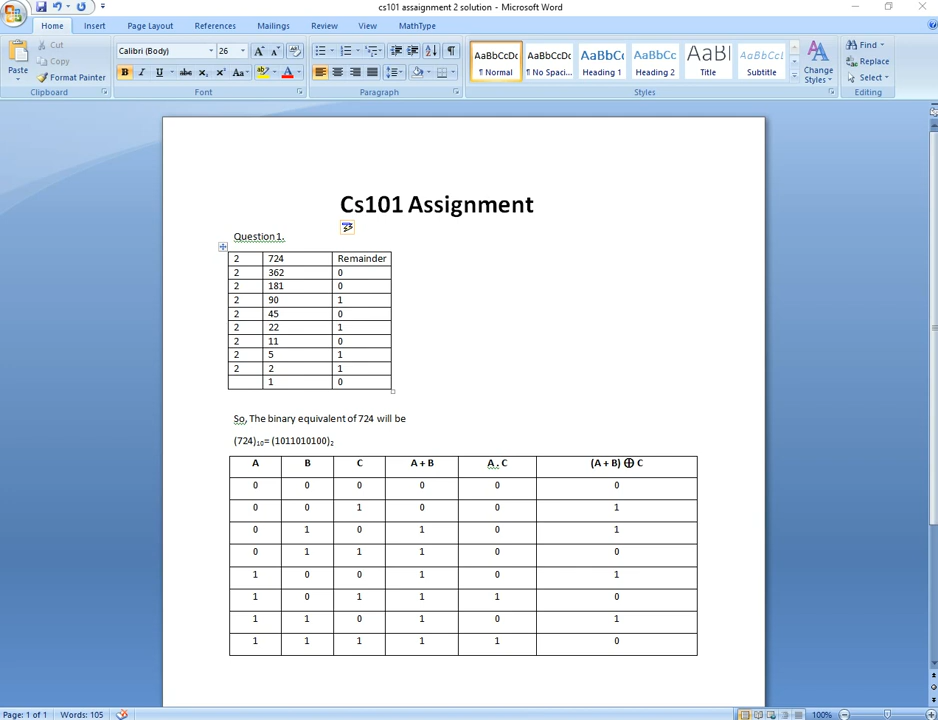 cs101 assaignment 2 solution - Microsoft Word
Home Insert Page Layout References Mailings Review View MathType
Paste Cut Copy Format Painter
Calibri (Body) 26
AaBbCcDc AaBbCcDc AaBbCc AaBbCc AaBl AaBbCcL
¶ Normal ¶ No Spaci... Heading 1 Heading 2 Title Subtitle
Change Styles
Find Replace Select
Clipboard Font Paragraph Styles Editing
Cs101 Assignment
Question1.
2 724 Remainder
2 362 0
2 181 0
2 90 1
2 45 0
2 22 1
2 11 0
2 5 1
2 2 1
1 0
So, The binary equivalent of 724 will be
(724)10= (1011010100)2
A B C A + B A . C (A + B) ⊕ C
0 0 0 0 0 0
0 0 1 0 0 1
0 1 0 1 0 1
0 1 1 1 0 0
1 0 0 1 0 1
1 0 1 1 1 0
1 1 0 1 0 1
1 1 1 1 1 0
Page: 1 of 1 Words: 105 100%